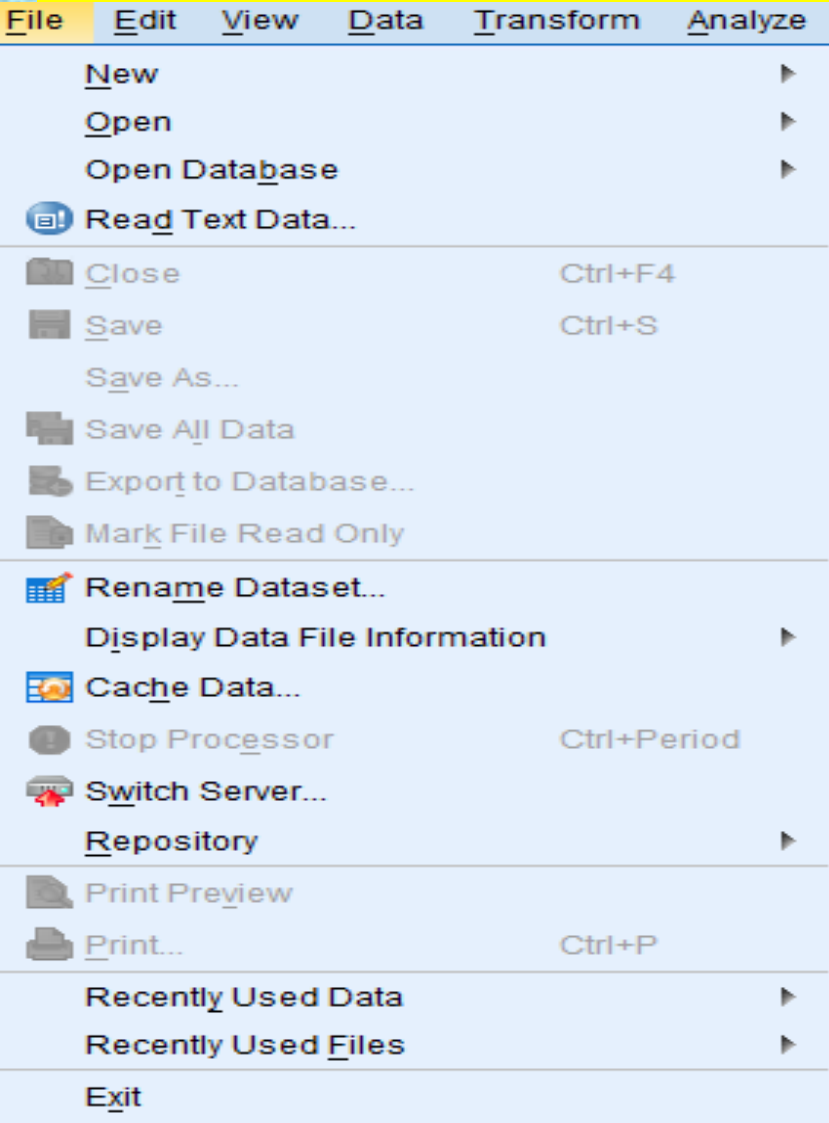 File Edit View Data Transform Analyze
New
Open
Open Database
Read Text Data...
Close Ctrl+F4
Save Ctrl+S
Save As...
Save All Data
Export to Database...
Mark File Read Only
Rename Dataset...
Display Data File Information
Cache Data...
Stop Processor Ctrl+Period
Switch Server...
Repository
Print Preview
Print... Ctrl+P
Recently Used Data
Recently Used Files
Exit